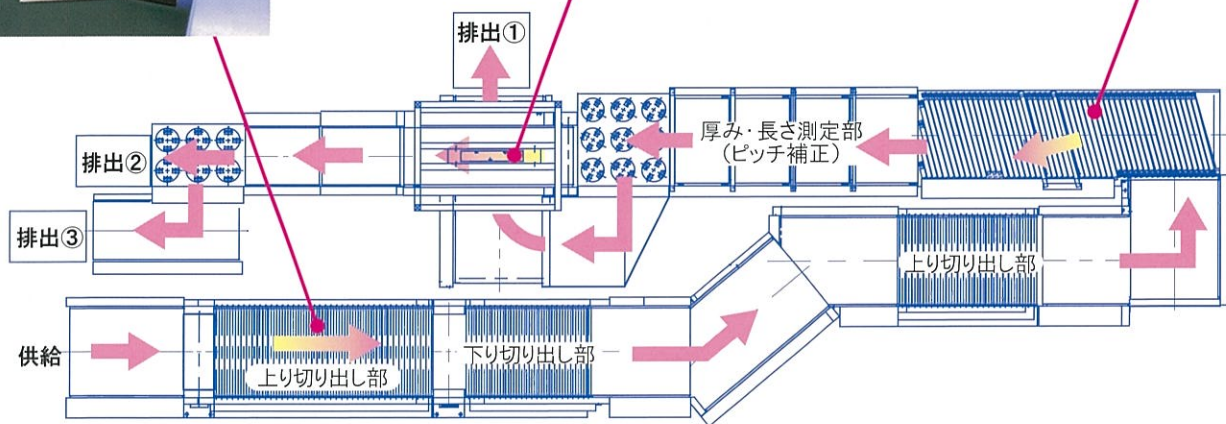 排出①
排出②
厚み・長さ測定部
(ピッチ補正)
排出③
上り切り出し部
供給
上り切り出し部
下り切り出し部